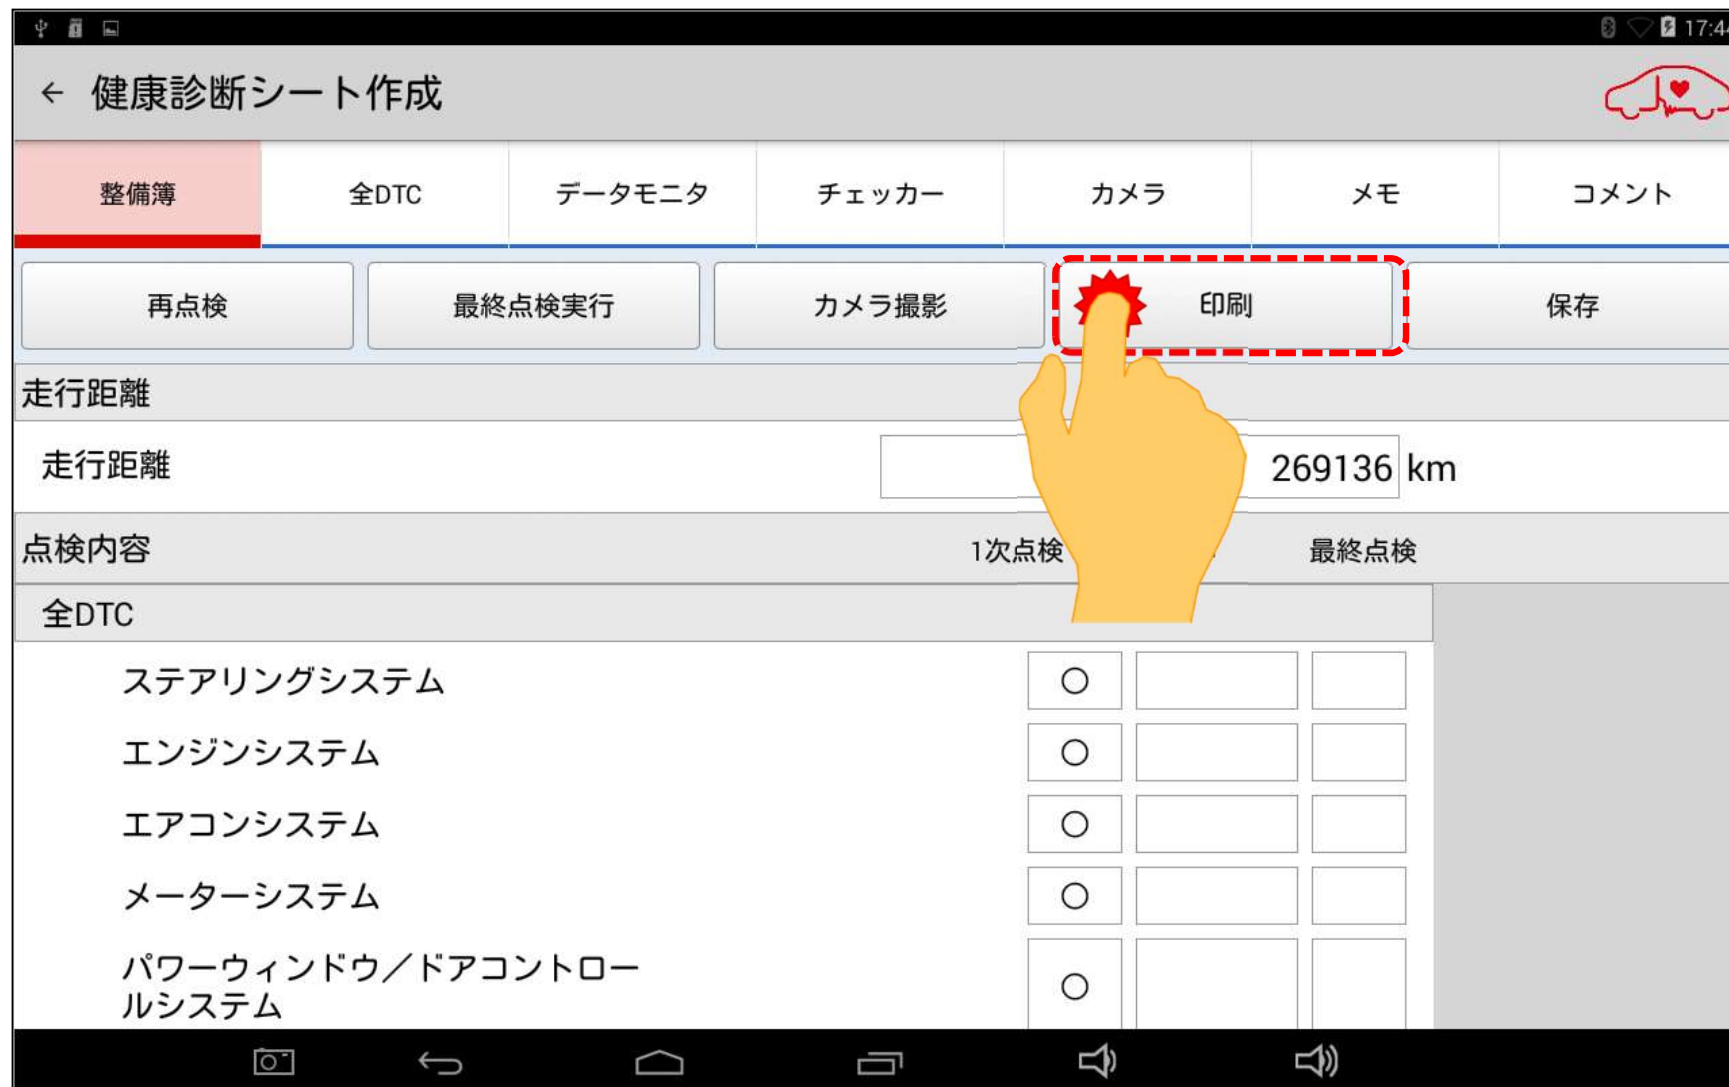 17:44
健康診断シート作成
整備簿 全DTC データモニタ チェッカー カメラ メモ コメント
再点検 最終点検実行 カメラ撮影 印刷 保存
走行距離
走行距離 269136 km
点検内容 1次点検 最終点検
全DTC
ステアリングシステム ○
エンジンシステム ○
エアコンシステム ○
メーターシステム ○
パワーウィンドウ／ドアコントロー
ルシステム ○